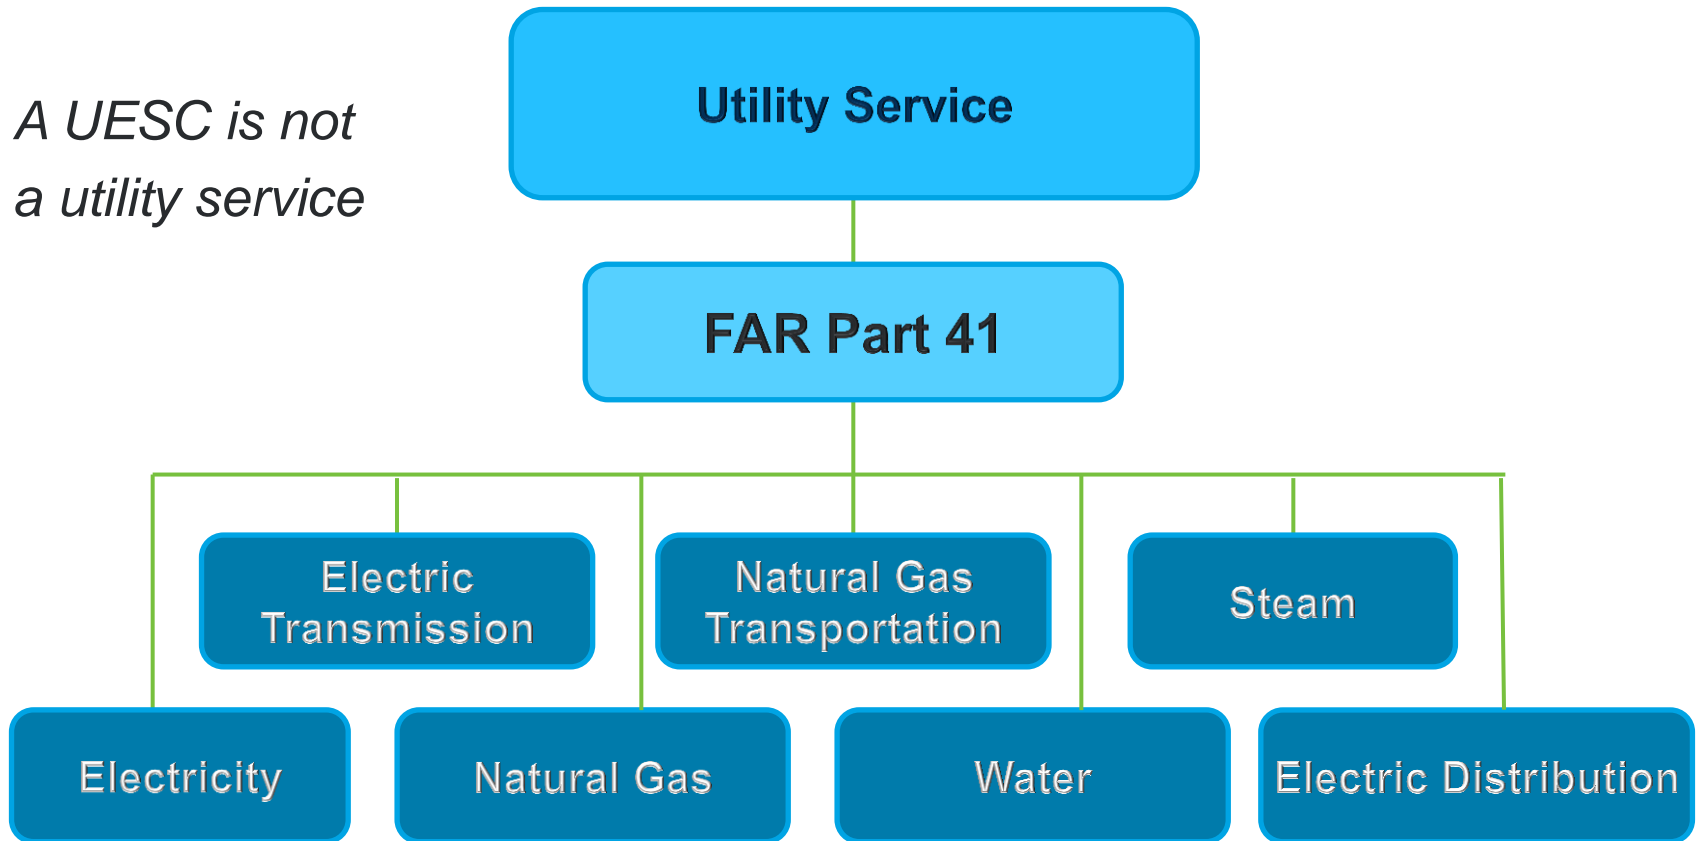 A UESC is not
a utility service
Utility Service
FAR Part 41
Electric
Transmission
Natural Gas
Transportation
Steam
Electricity
Natural Gas
Water
Electric Distribution